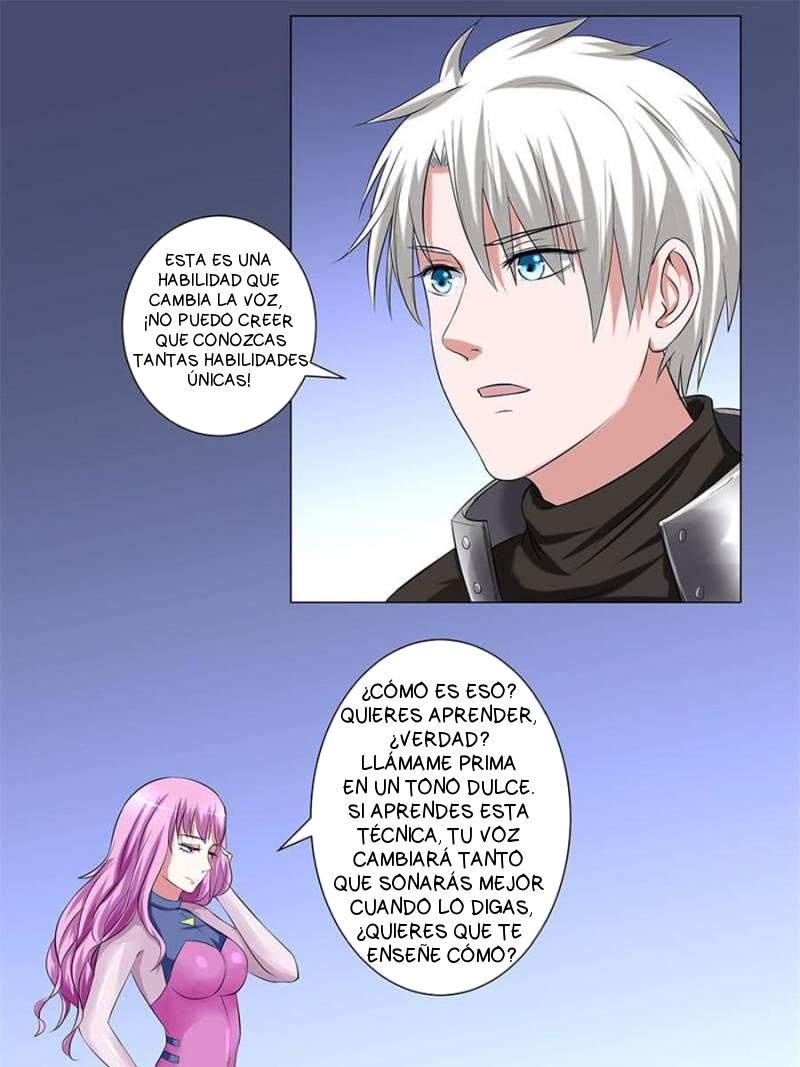 ESTA ES UNA
HABILIDAD QUE
CAMBIA LA VOZ,
¡NO PUEDO CREER
QUE CONOZCAS
TANTAS HABILIDADES
ÚNICAS!
¿CÓMO ES ESO?
QUIERES APRENDER,
¿VERDAD?
LLÁMAME PRIMA
EN UN TONO DULCE.
SI APRENDES ESTA
TÉCNICA, TU VOZ
CAMBIARÁ TANTO
QUE SONARÁS MEJOR
CUANDO LO DIGAS,
¿QUIERES QUE TE
ENSEÑE CÓMO?